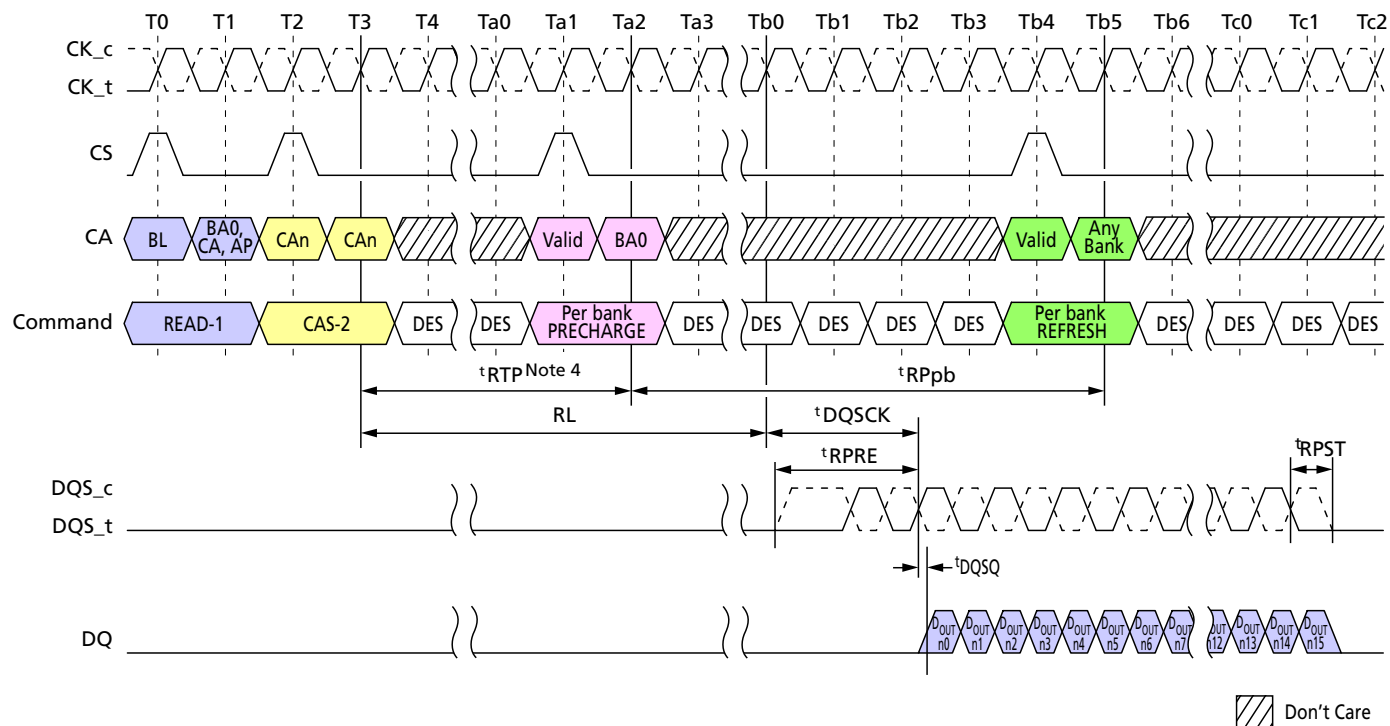 T0 T1 T2 T3 T4 Ta0 Ta1 Ta2 Ta3 Tb0 Tb1 Tb2 Tb3 Tb4 Tb5 Tb6 Tc0 Tc1 Tc2
CK_c
CK_t
CS
CA BL BA0, CA, AP CAn CAn Valid BA0 Valid Any Bank
Command READ-1 CAS-2 DES DES Per bank PRECHARGE DES DES DES DES DES Per bank REFRESH DES DES DES DES
tRTP Note 4 tRPpb
RL tDQSCK
tRPRE tRPST
DQS_c
DQS_t
tDQSQ
DQ DOUT n0 DOUT n1 DOUT n2 DOUT n3 DOUT n4 DOUT n5 DOUT n6 DOUT n7 DOUT n12 DOUT n13 DOUT n14 DOUT n15
Don't Care